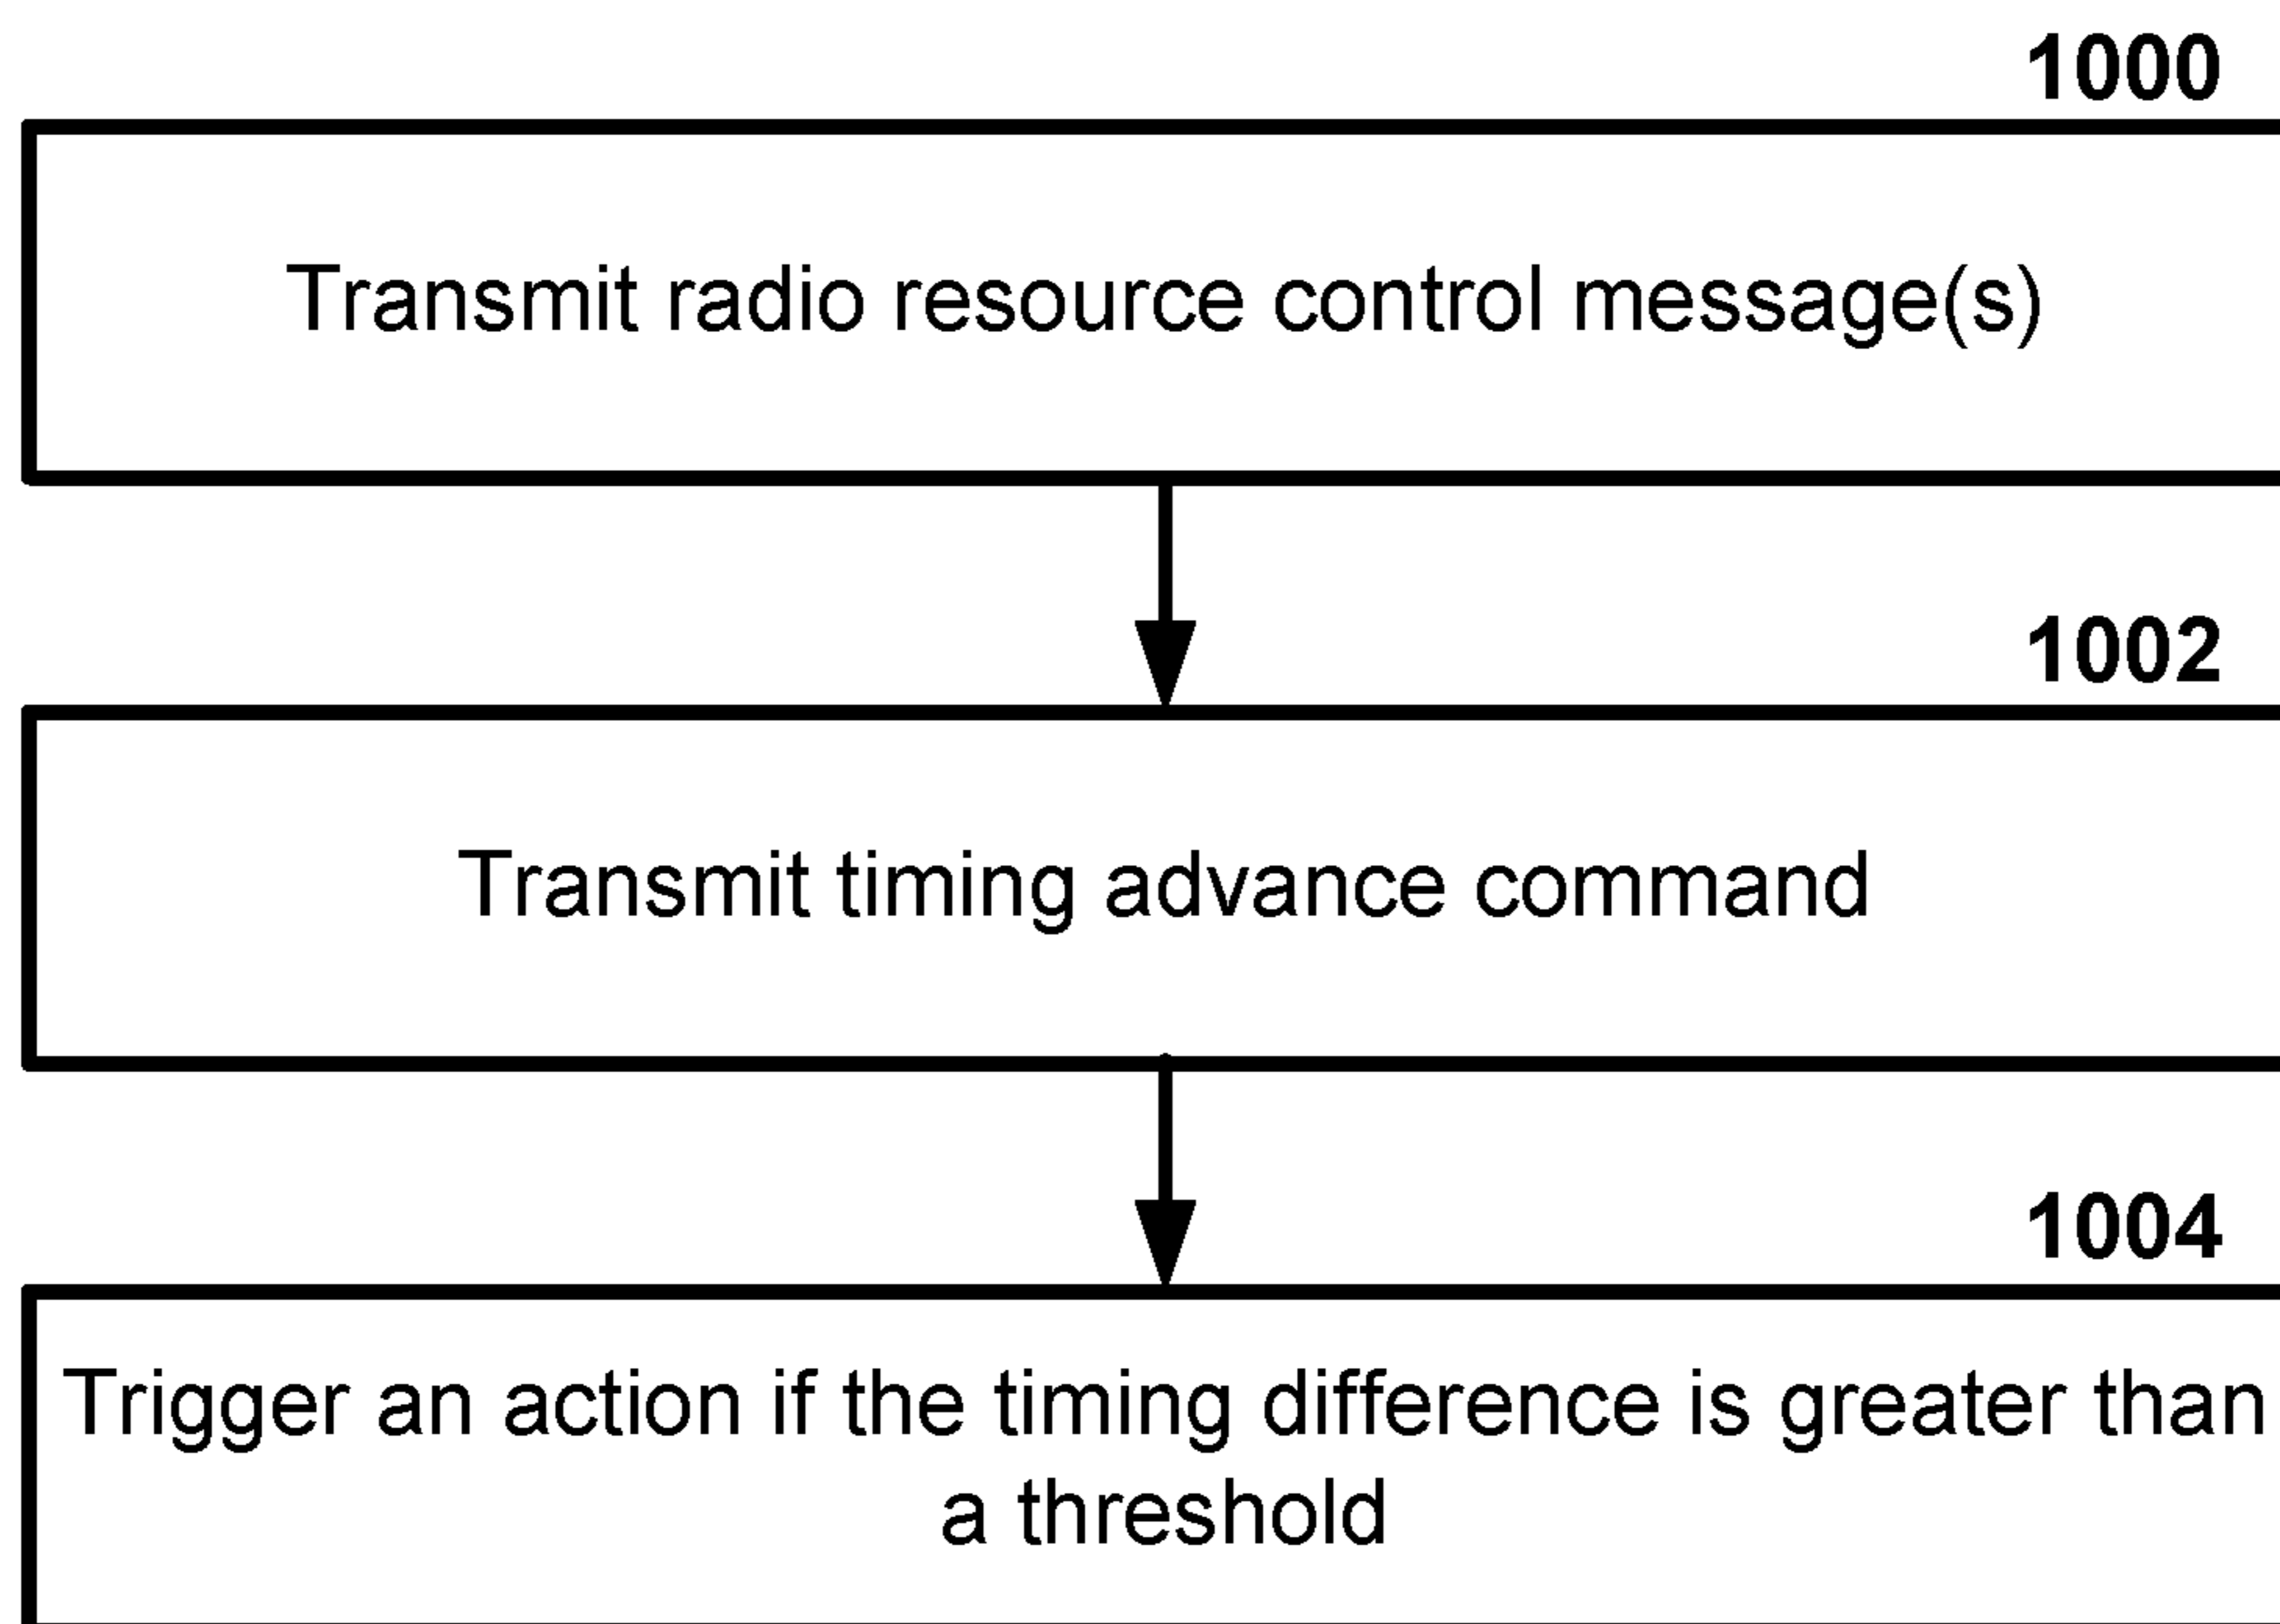 1000
Transmit radio resource control message(s)
1002
Transmit timing advance command
1004
Trigger an action if the timing difference is greater than
a threshold